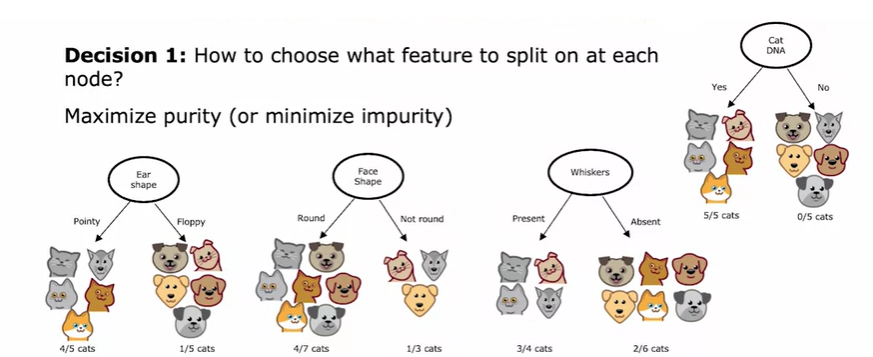 Decision 1: How to choose what feature to split on at each
node?
Maximize purity (or minimize impurity)
Cat
DNA
Yes
No
5/5 cats
0/5 cats
Ear
shape
Pointy
Floppy
4/5 cats
1/5 cats
Face
Shape
Round
Not round
4/7 cats
1/3 cats
Whiskers
Present
Absent
3/4 cats
2/6 cats